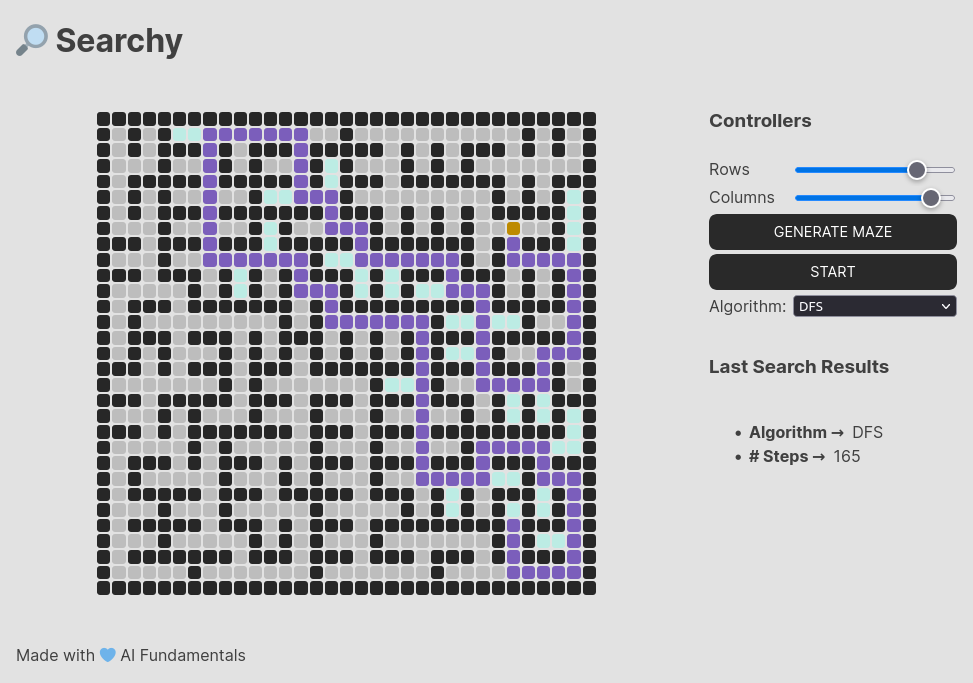 Searchy
Controllers
Rows
Columns
GENERATE MAZE
START
Algorithm: DFS
Last Search Results
• Algorithm → DFS
• # Steps → 165
Made with 💙 AI Fundamentals